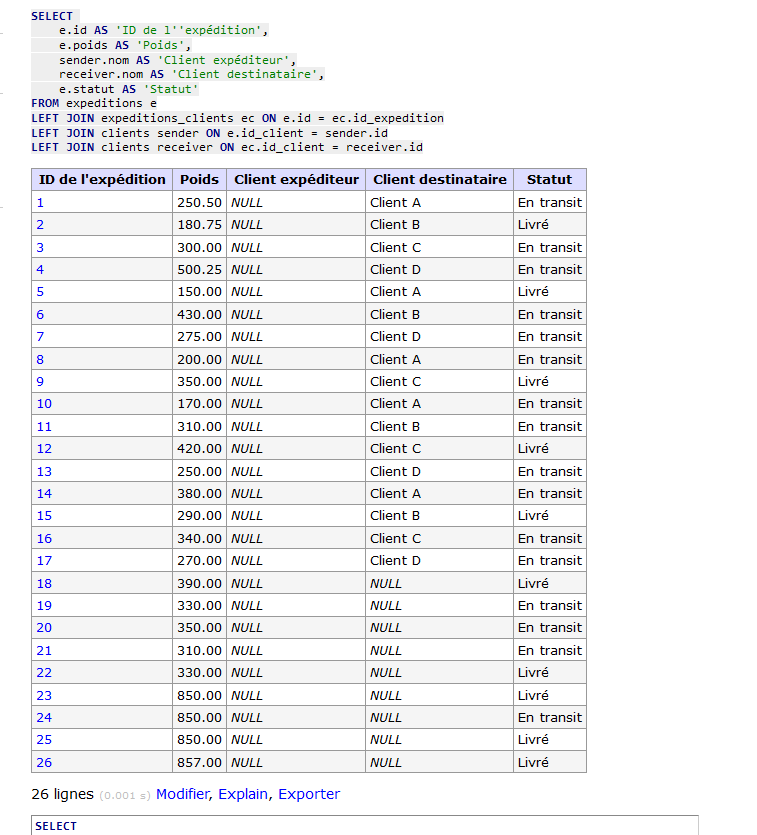 SELECT
e.id AS 'ID de l''expédition',
e.poids AS 'Poids',
sender.nom AS 'Client expéditeur',
receiver.nom AS 'Client destinataire',
e.statut AS 'Statut'
FROM expeditions e
LEFT JOIN expeditions_clients ec ON e.id = ec.id_expedition
LEFT JOIN clients sender ON e.id_client = sender.id
LEFT JOIN clients receiver ON ec.id_client = receiver.id
ID de l'expédition Poids Client expéditeur Client destinataire Statut
1 250.50 NULL Client A En transit
2 180.75 NULL Client B Livré
3 300.00 NULL Client C En transit
4 500.25 NULL Client D En transit
5 150.00 NULL Client A Livré
6 430.00 NULL Client B En transit
7 275.00 NULL Client D En transit
8 200.00 NULL Client A En transit
9 350.00 NULL Client C Livré
10 170.00 NULL Client A En transit
11 310.00 NULL Client B En transit
12 420.00 NULL Client C Livré
13 250.00 NULL Client D En transit
14 380.00 NULL Client A En transit
15 290.00 NULL Client B Livré
16 340.00 NULL Client C En transit
17 270.00 NULL Client D En transit
18 390.00 NULL NULL Livré
19 330.00 NULL NULL En transit
20 350.00 NULL NULL En transit
21 310.00 NULL NULL En transit
22 330.00 NULL NULL Livré
23 850.00 NULL NULL Livré
24 850.00 NULL NULL En transit
25 850.00 NULL NULL Livré
26 857.00 NULL NULL Livré
26 lignes (0.001 s) Modifier, Explain, Exporter
SELECT